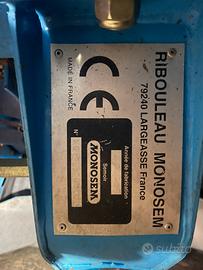 RIBOULEAU MONOSEM
79240 LARGEASSE France
Année de fabrication
Semoir
MONOSEM
N°
CE
MADE IN FRANCE
subito